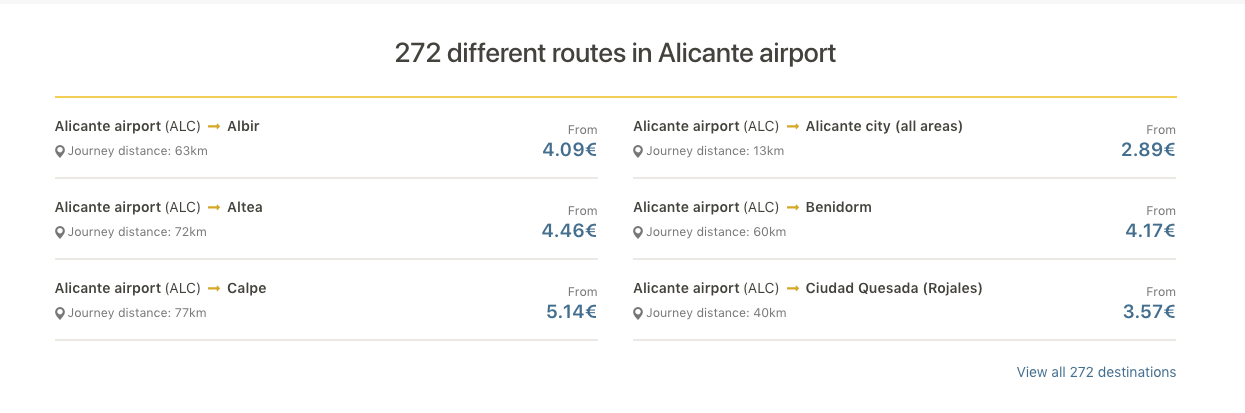 272 different routes in Alicante airport
Alicante airport (ALC) → Albir
Journey distance: 63km
From
4.09€
Alicante airport (ALC) → Alicante city (all areas)
Journey distance: 13km
From
2.89€
Alicante airport (ALC) → Altea
Journey distance: 72km
From
4.46€
Alicante airport (ALC) → Benidorm
Journey distance: 60km
From
4.17€
Alicante airport (ALC) → Calpe
Journey distance: 77km
From
5.14€
Alicante airport (ALC) → Ciudad Quesada (Rojales)
Journey distance: 40km
From
3.57€
View all 272 destinations